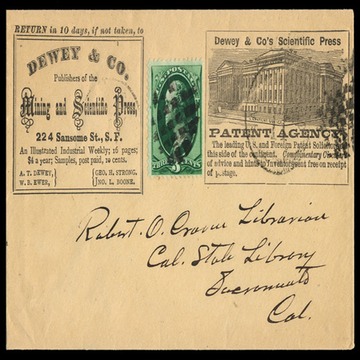 RETURN in 10 days, if not taken, to
DEWEY & CO.
Publishers of the
Mining and Scientific Press,
224 Sansome St., S. F.
An Illustrated Industrial Weekly; 16 pages;
$4 a year; Samples, post paid, 10 cents.
A. T. DEWEY, GEO. H. STRONG,
W. B. EWER, JNO. L. BOONE.
U.S. POSTAGE
THREE CENTS
3
Dewey & Co's Scientific Press
PATENT AGENCY.
The leading U. S. and Foreign Patent Solicitors
this side of the continent. Complimentary
of advice and hints to Inventors sent free on receipt
of postage.
Robert. O. Cravens Librarian
Cal. State Library
Sacramento
Cal.